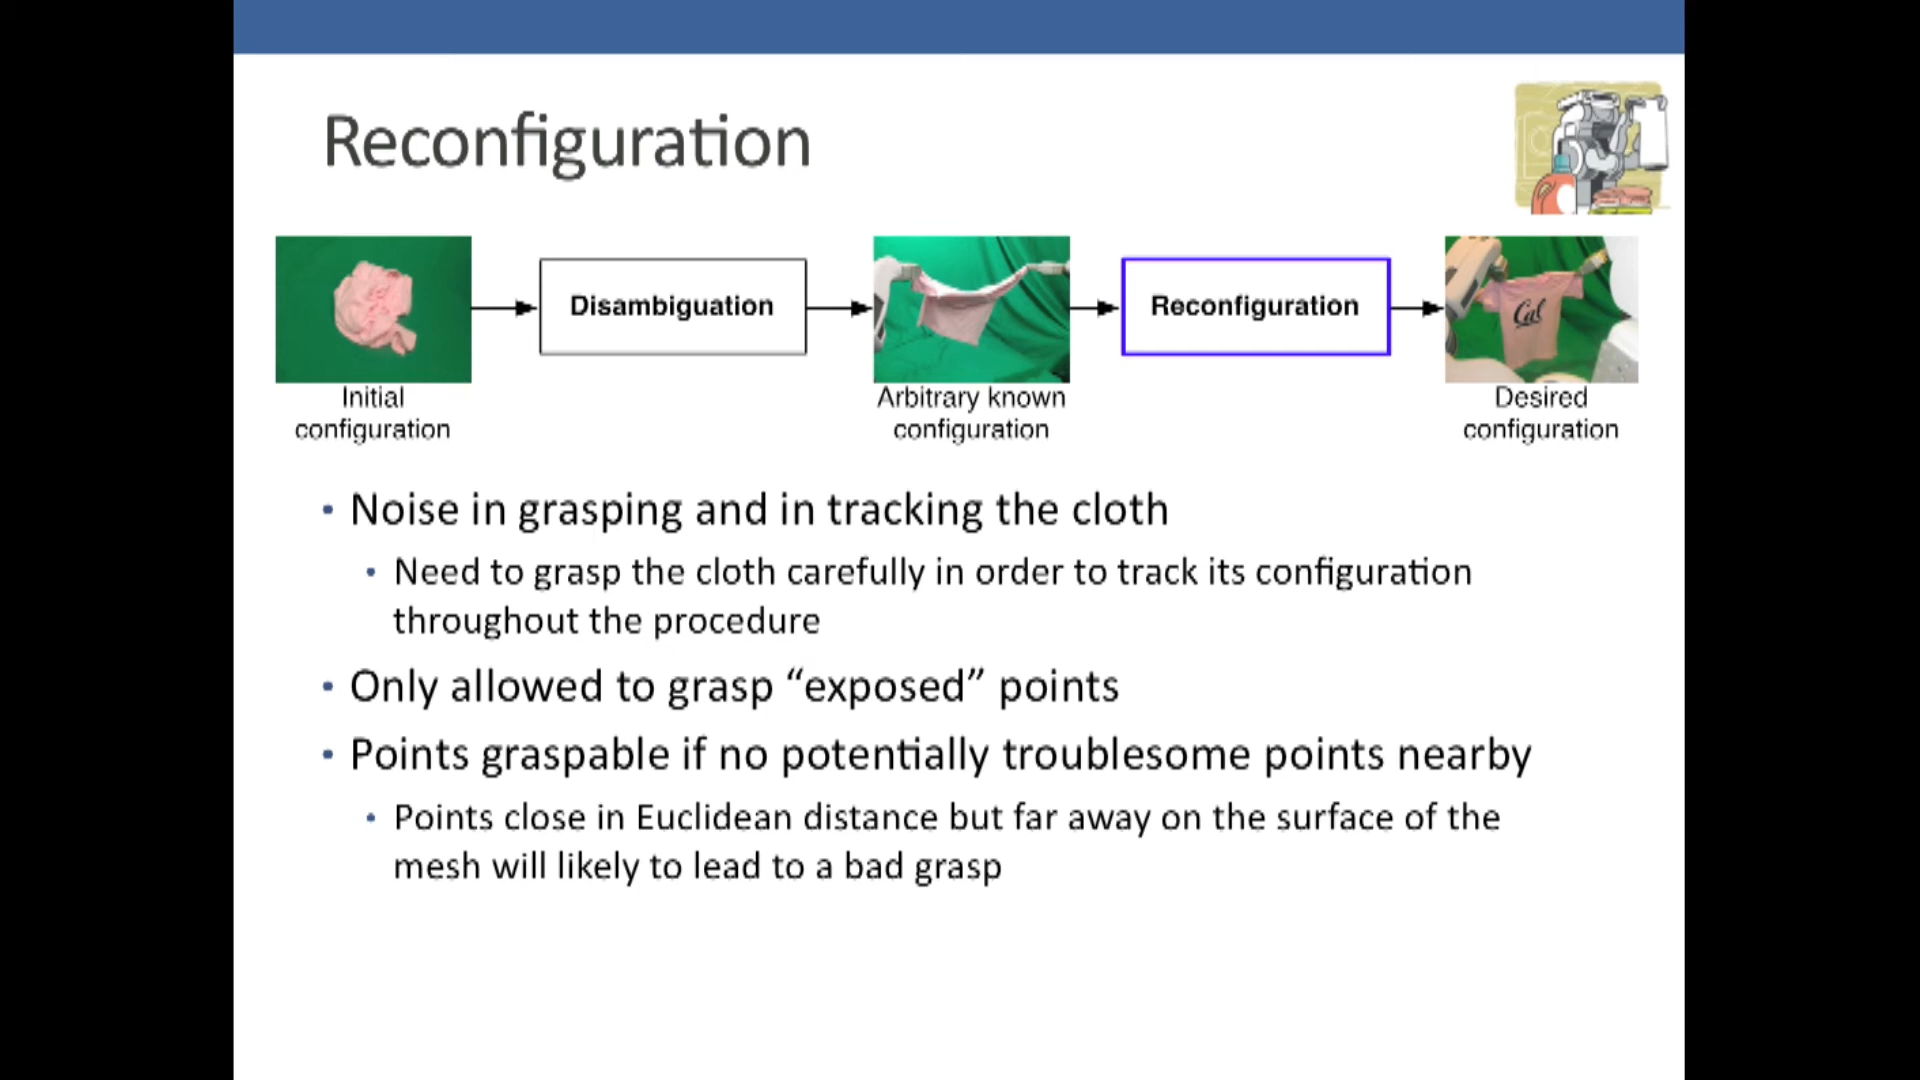 Reconfiguration
Disambiguation
Reconfiguration
Cal
Initial
configuration
Arbitrary known
configuration
Desired
configuration
• Noise in grasping and in tracking the cloth
• Need to grasp the cloth carefully in order to track its configuration
throughout the procedure
• Only allowed to grasp “exposed” points
• Points graspable if no potentially troublesome points nearby
• Points close in Euclidean distance but far away on the surface of the
mesh will likely to lead to a bad grasp